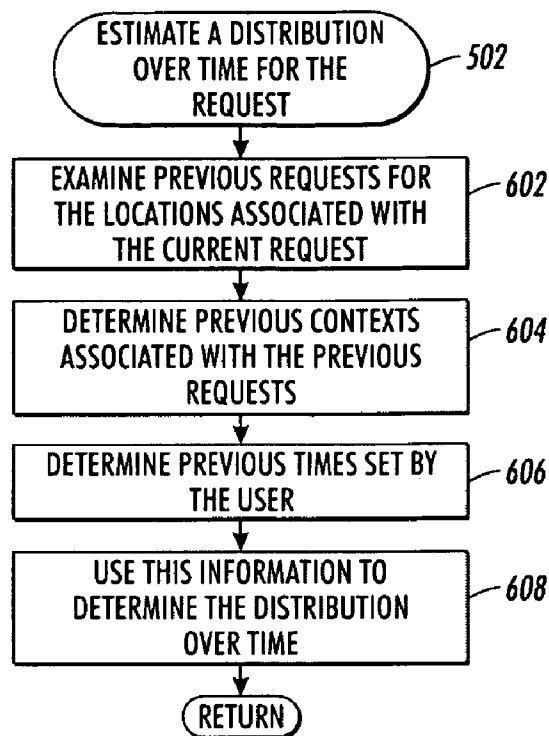 ESTIMATE A DISTRIBUTION
OVER TIME FOR THE
REQUEST
502
EXAMINE PREVIOUS REQUESTS FOR
THE LOCATIONS ASSOCIATED WITH
THE CURRENT REQUEST
602
DETERMINE PREVIOUS CONTEXTS
ASSOCIATED WITH THE PREVIOUS
REQUESTS
604
DETERMINE PREVIOUS TIMES SET BY
THE USER
606
USE THIS INFORMATION TO
DETERMINE THE DISTRIBUTION
OVER TIME
608
RETURN